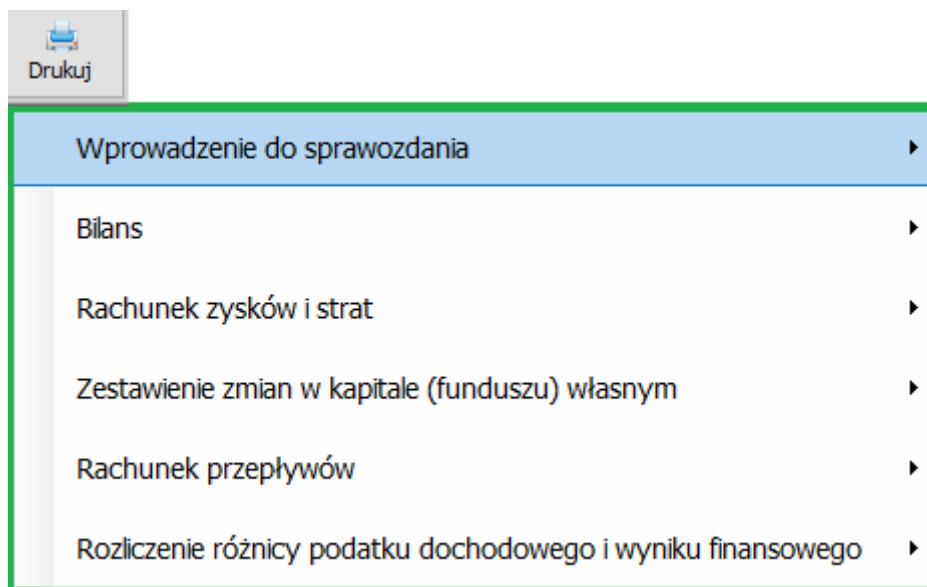 Drukuj
Wprowadzenie do sprawozdania
Bilans
Rachunek zysków i strat
Zestawienie zmian w kapitale (funduszu) własnym
Rachunek przepływów
Rozliczenie różnicy podatku dochodowego i wyniku finansowego